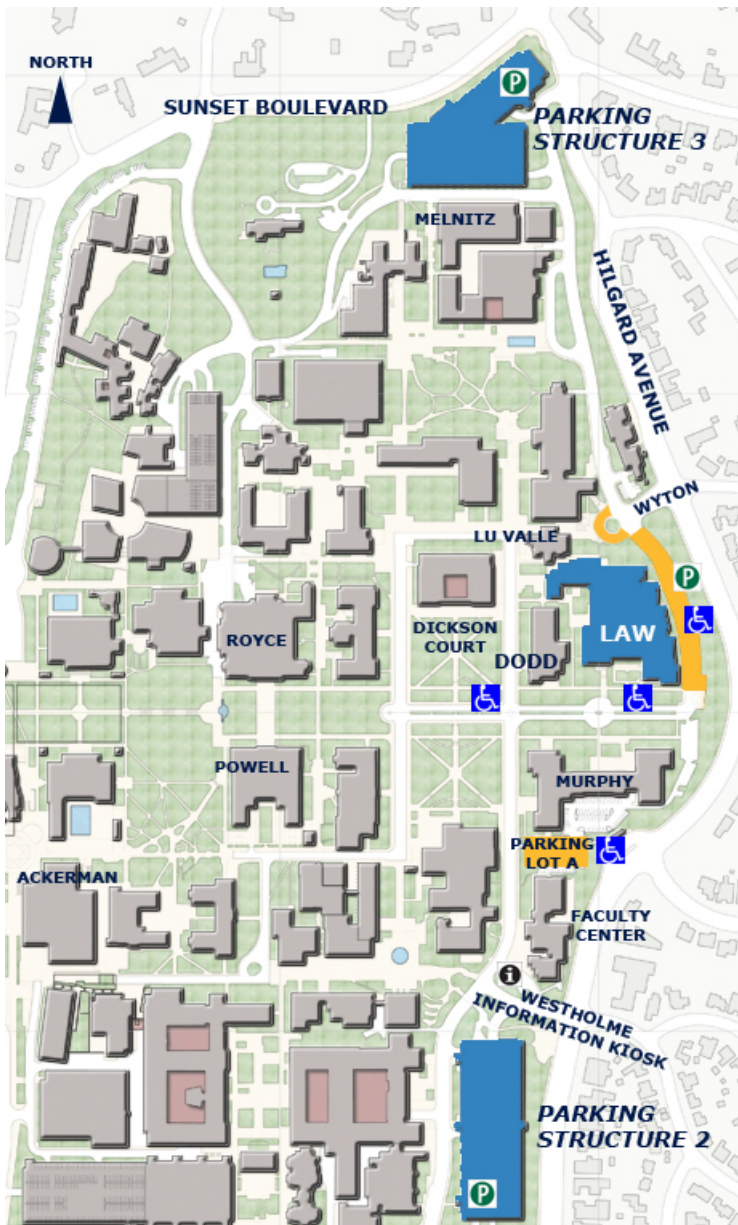 NORTH
SUNSET BOULEVARD
P
PARKING
STRUCTURE 3
MELNITZ
HILGARD AVENUE
WYTON
LU VALLE
P
DICKSON
COURT
LAW
ROYCE
DODD
POWELL
MURPHY
PARKING
LOT A
ACKERMAN
FACULTY
CENTER
i
WESTHOLME
INFORMATION KIOSK
PARKING
STRUCTURE 2
P